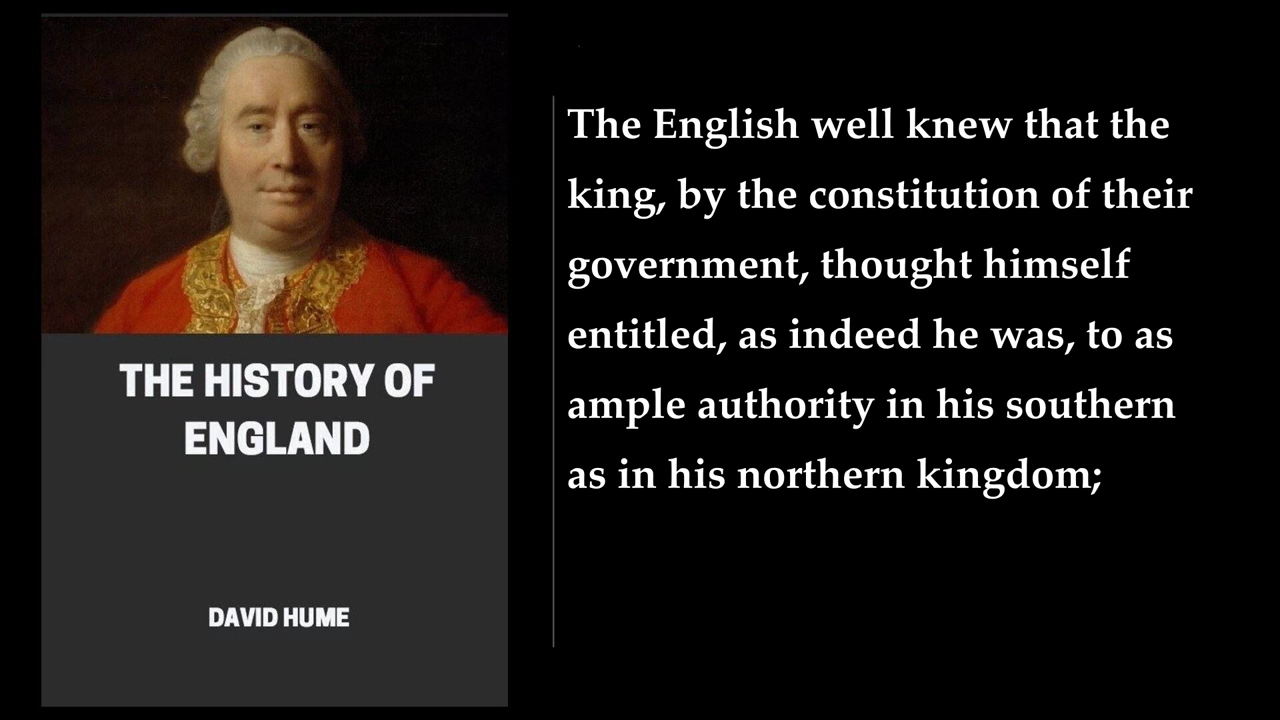 THE HISTORY OF
ENGLAND
DAVID HUME
The English well knew that the
king, by the constitution of their
government, thought himself
entitled, as indeed he was, to as
ample authority in his southern
as in his northern kingdom;